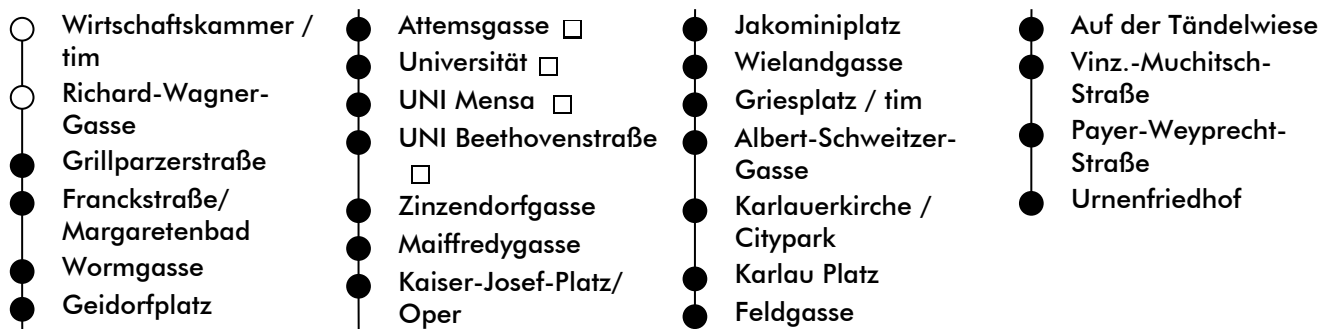 Wirtschaftskammer /
tim
Richard-Wagner-
Gasse
Grillparzerstraße
Franckstraße/
Margaretenbad
Wormgasse
Geidorfplatz
Attemsgasse □
Universität □
UNI Mensa □
UNI Beethovenstraße
□
Zinzendorfgasse
Maiffredygasse
Kaiser-Josef-Platz/
Oper
Jakominiplatz
Wielandgasse
Griesplatz / tim
Albert-Schweitzer-
Gasse
Karlauerkirche /
Citypark
Karlau Platz
Feldgasse
Auf der Tändelwiese
Vinz.-Muchitsch-
Straße
Payer-Weyprecht-
Straße
Urnenfriedhof